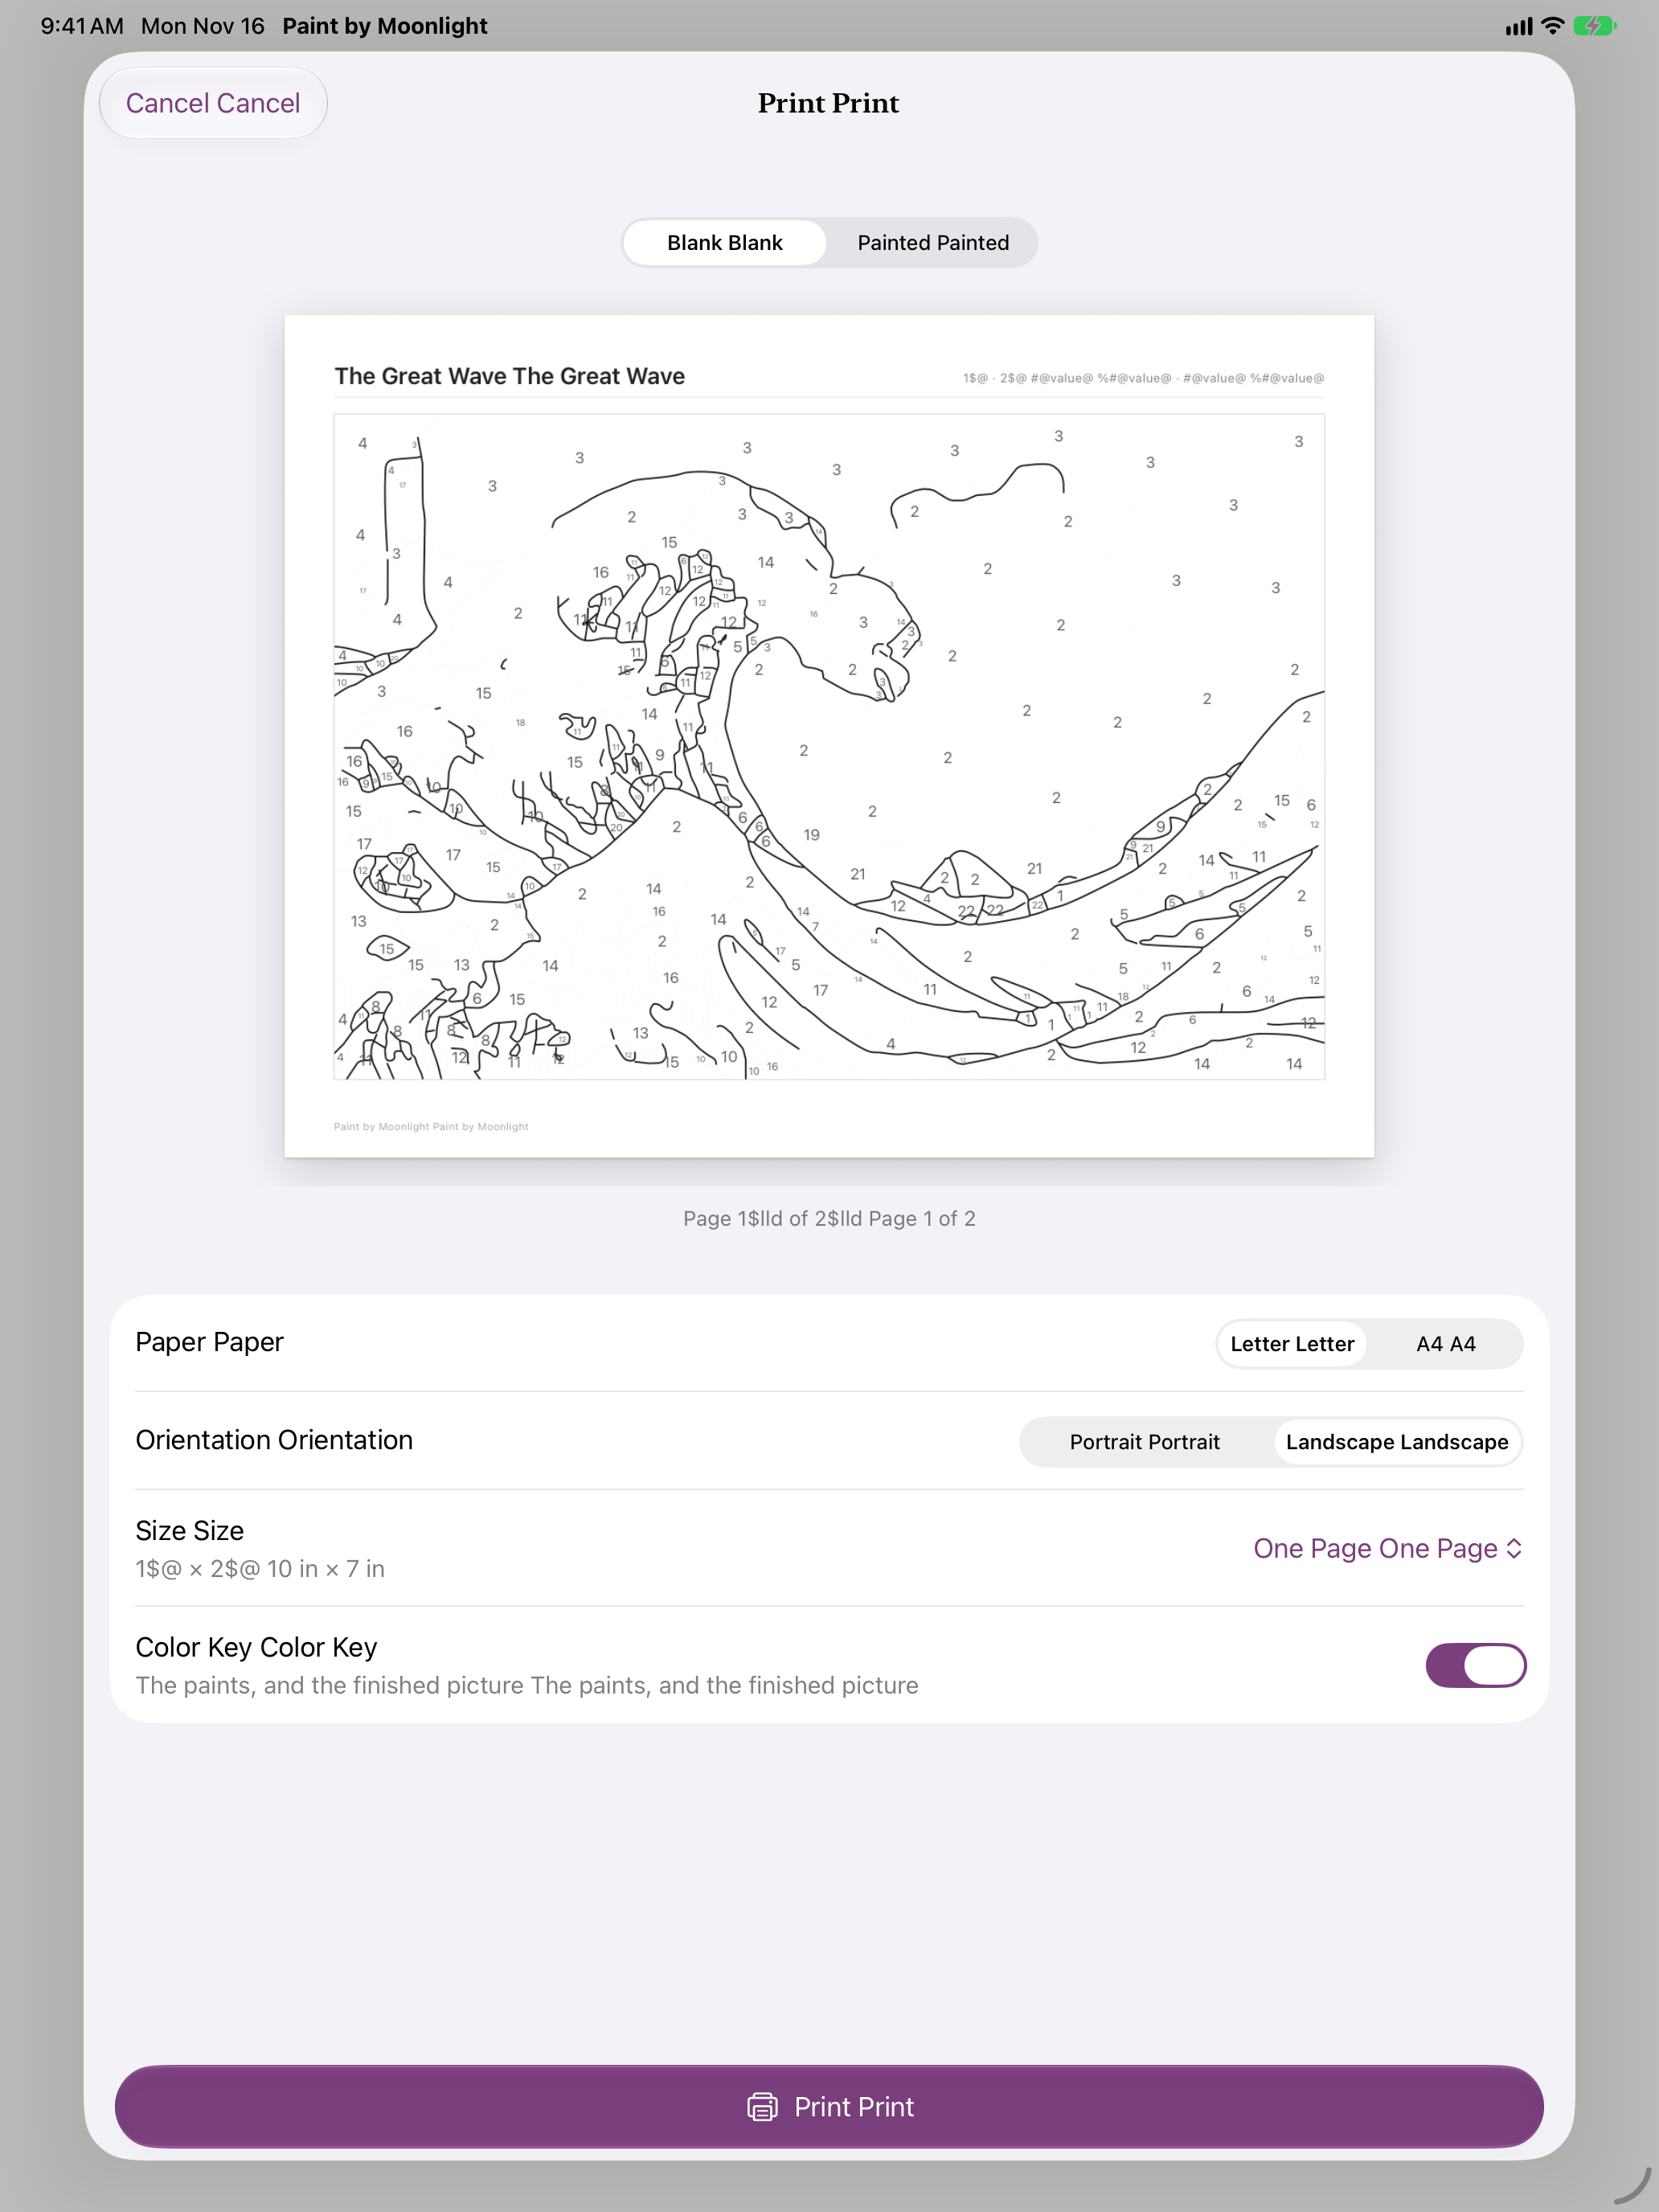 9:41 AM Mon Nov 16 Paint by Moonlight
Cancel Cancel
Print Print
Blank Blank
Painted Painted
The Great Wave The Great Wave
1$@ · 2$@ #@value@ %#@value@ · #@value@ %#@value@
Paint by Moonlight Paint by Moonlight
Page 1$lld of 2$lld Page 1 of 2
Paper Paper
Letter Letter
A4 A4
Orientation Orientation
Portrait Portrait
Landscape Landscape
Size Size
1$@ × 2$@ 10 in × 7 in
One Page One Page
Color Key Color Key
The paints, and the finished picture The paints, and the finished picture
Print Print